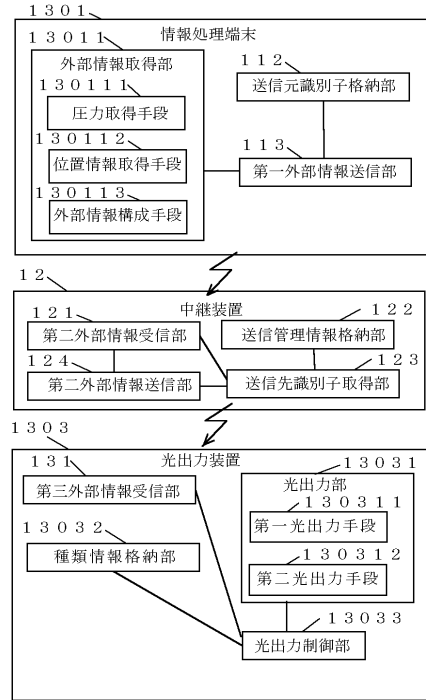 １３０１
情報処理端末
１３０１１
外部情報取得部
１３０１１１
圧力取得手段
１３０１１２
位置情報取得手段
１３０１１３
外部情報構成手段
１１２
送信元識別子格納部
１１３
第一外部情報送信部
１２
中継装置
１２１
第二外部情報受信部
１２２
送信管理情報格納部
１２４
第二外部情報送信部
１２３
送信先識別子取得部
１３０３
光出力装置
１３１
第三外部情報受信部
１３０３１
光出力部
１３０３１１
第一光出力手段
１３０３２
種類情報格納部
１３０３１２
第二光出力手段
１３０３３
光出力制御部